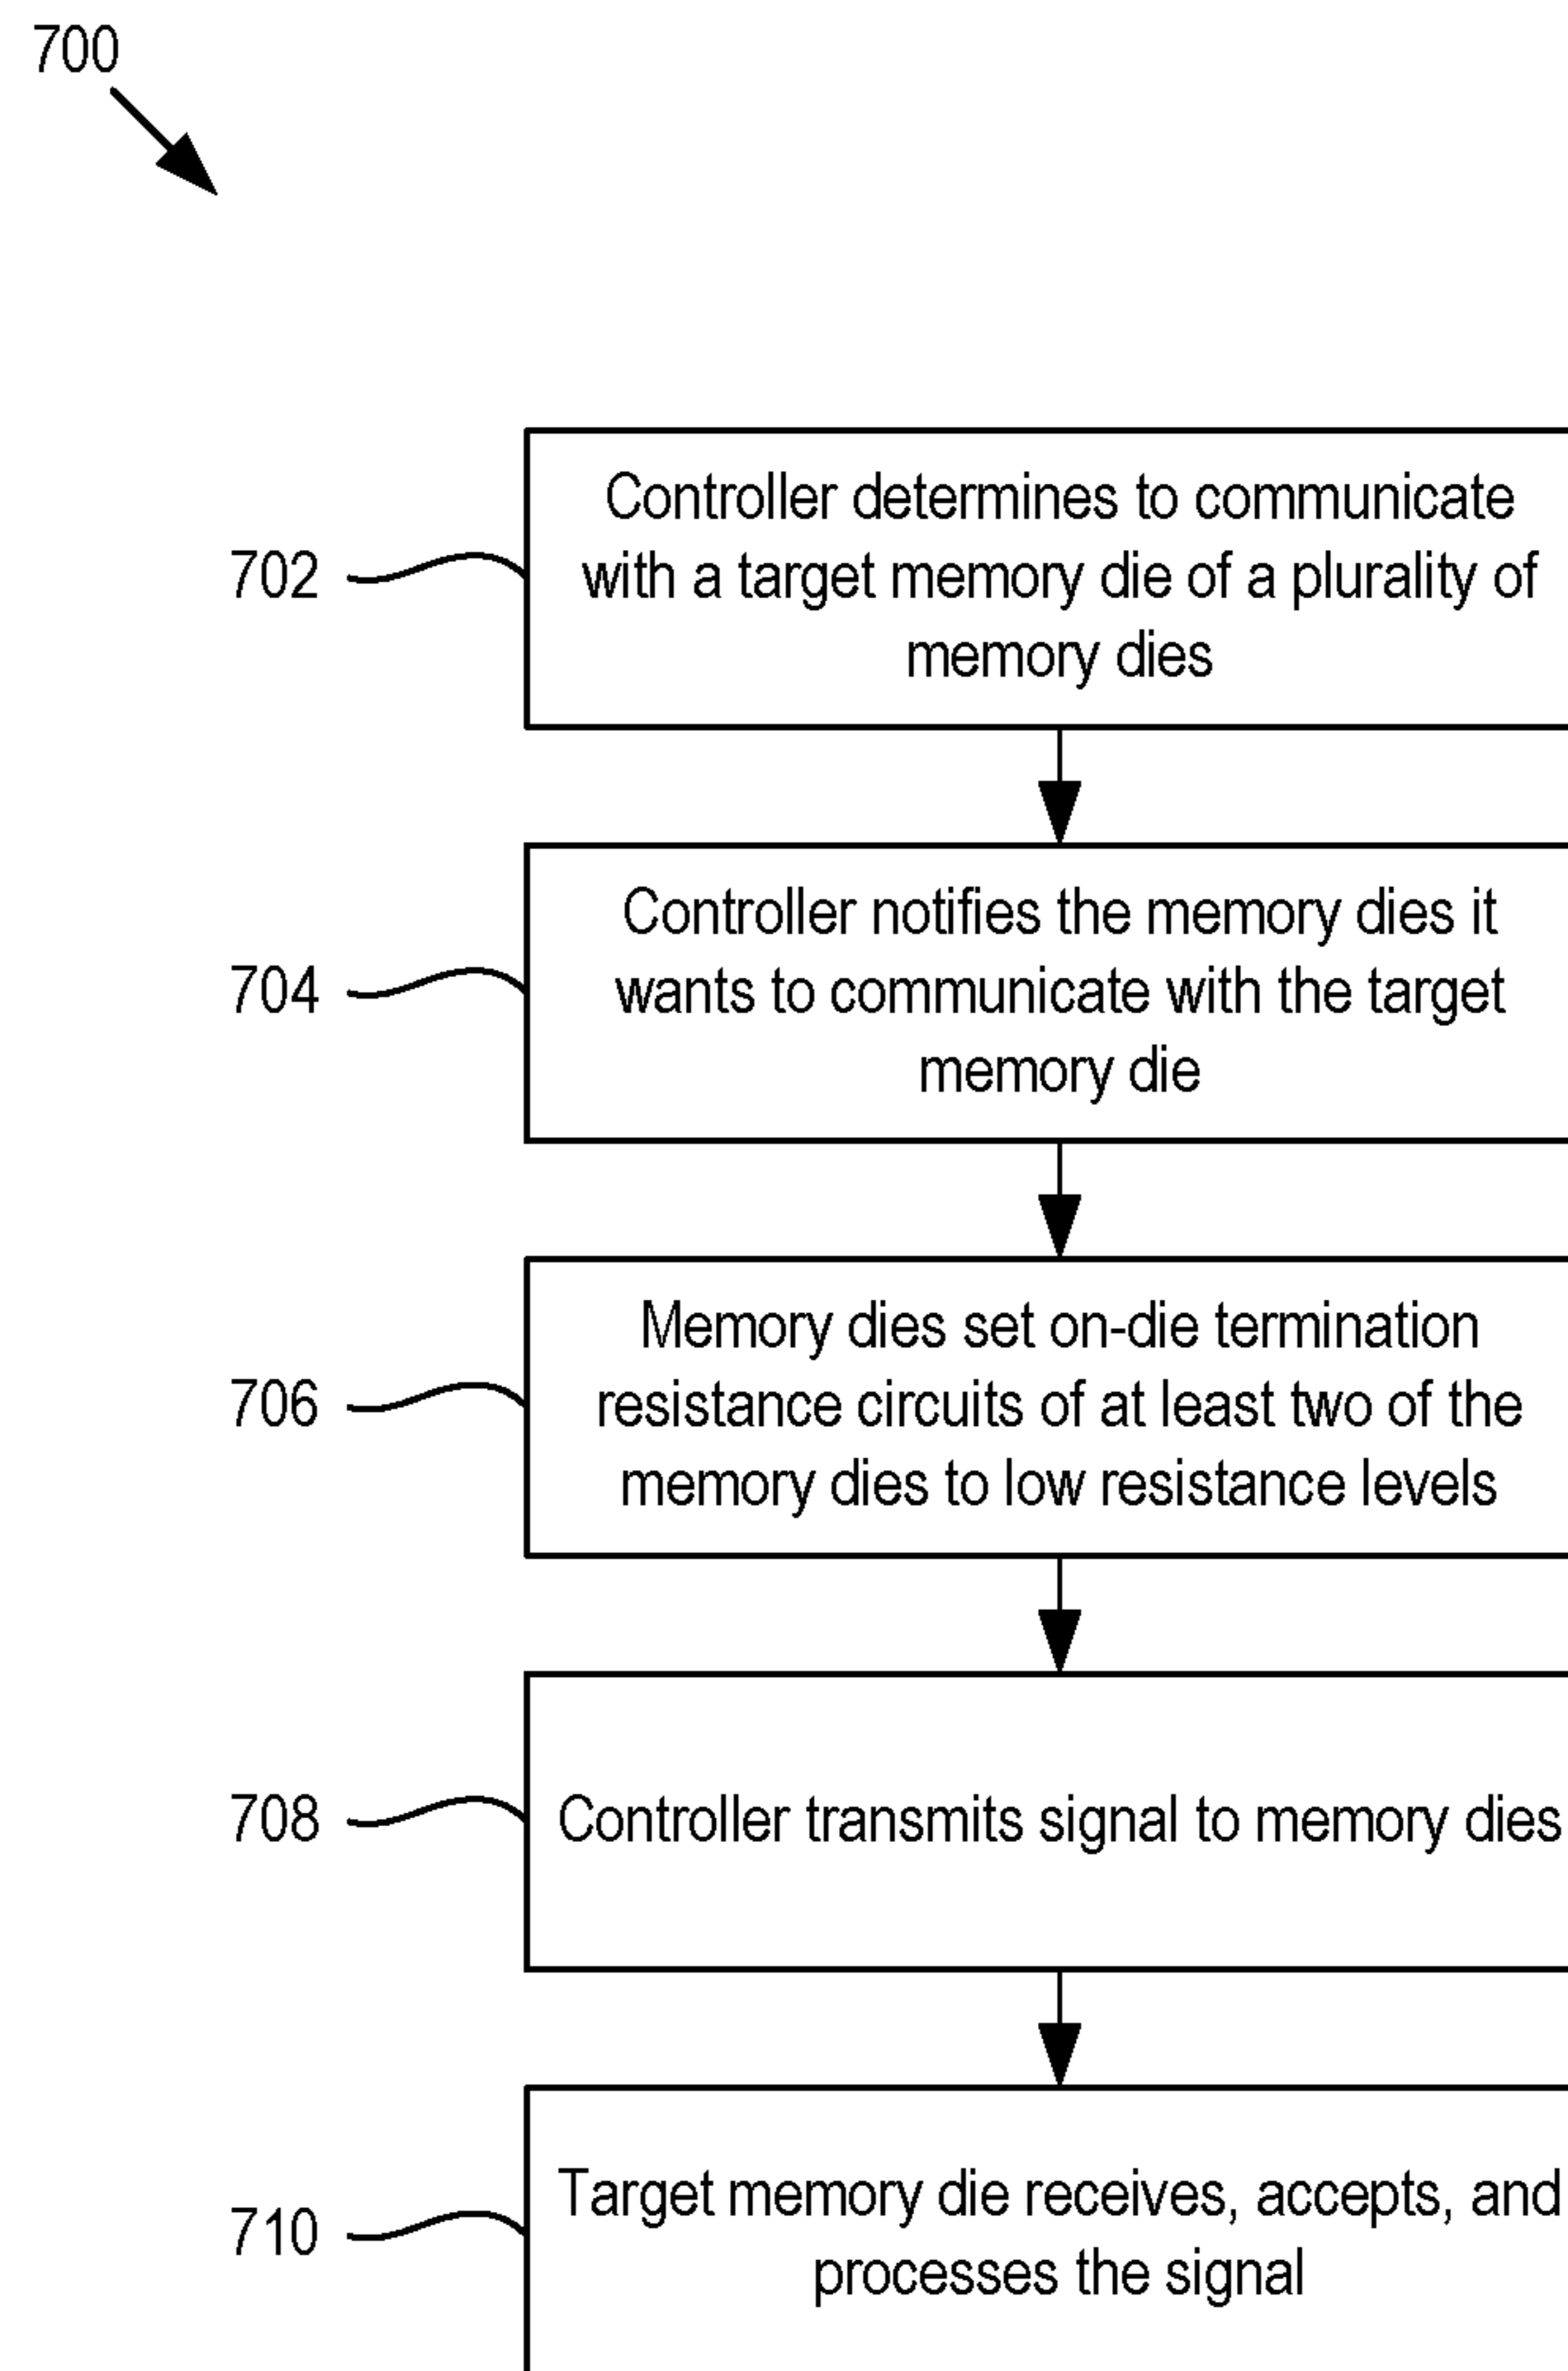 700
702
Controller determines to communicate
with a target memory die of a plurality of
memory dies
704
Controller notifies the memory dies it
wants to communicate with the target
memory die
706
Memory dies set on-die termination
resistance circuits of at least two of the
memory dies to low resistance levels
708
Controller transmits signal to memory dies
710
Target memory die receives, accepts, and
processes the signal